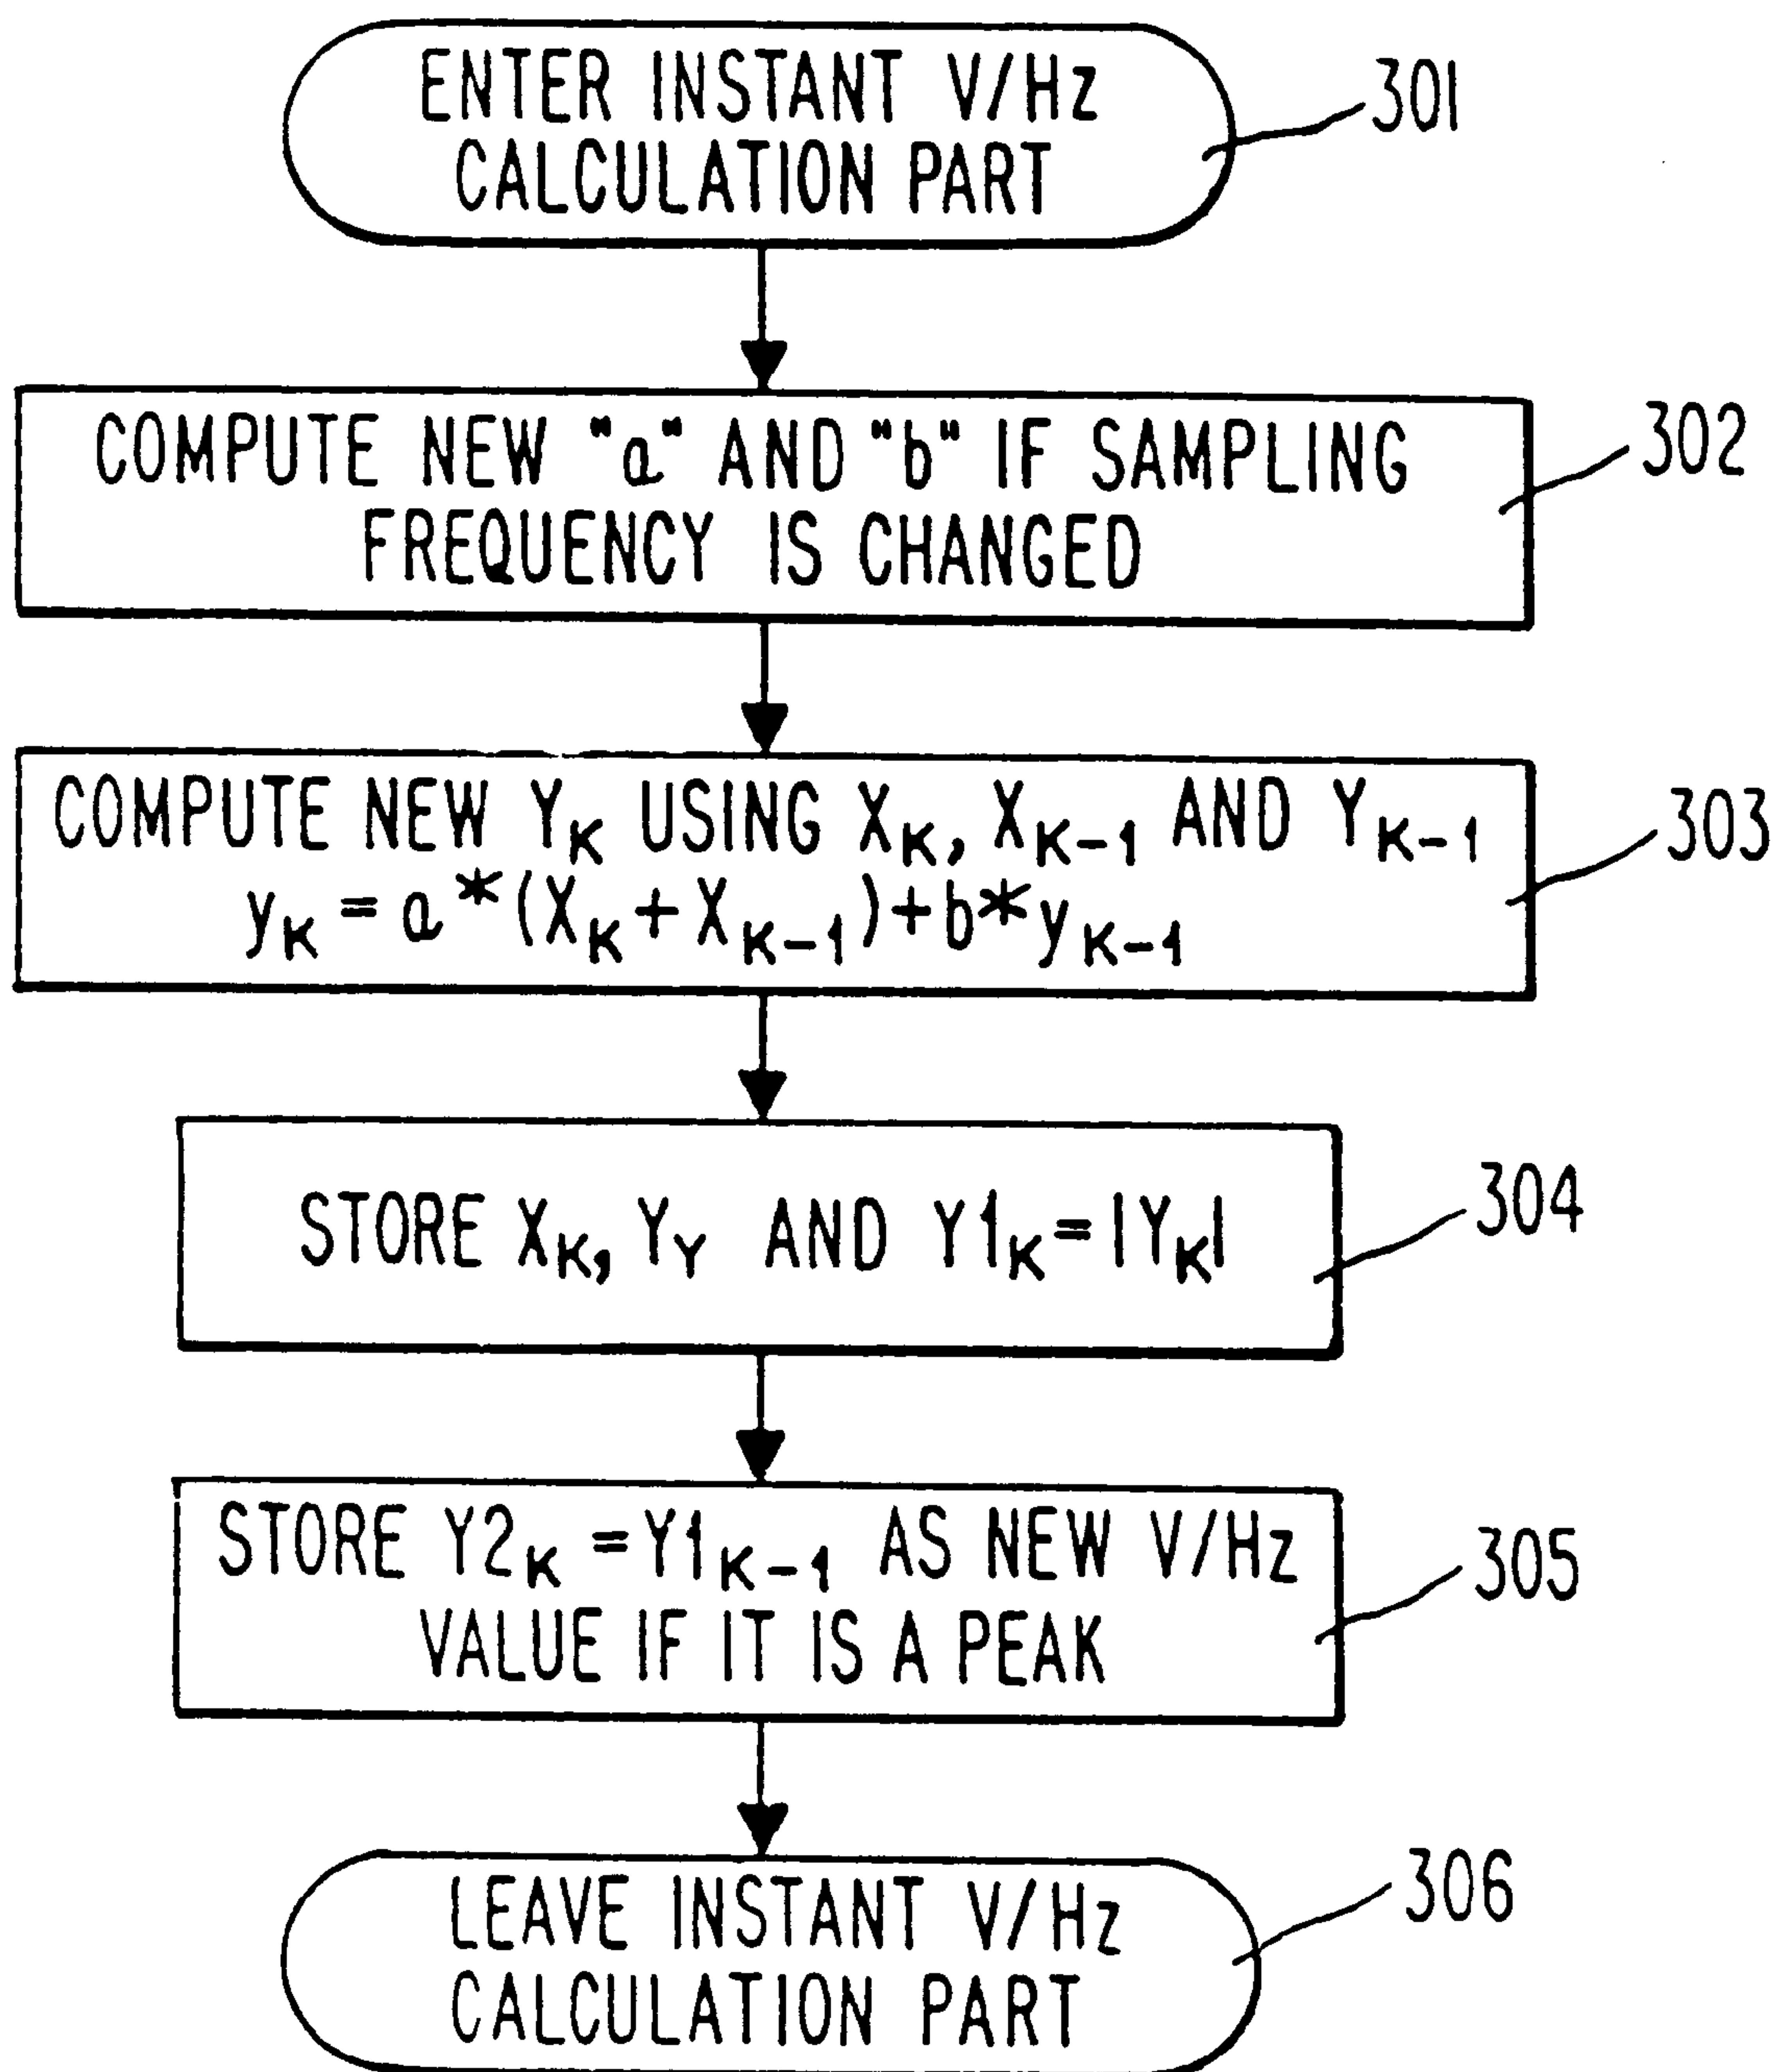 ENTER INSTANT V/Hz
CALCULATION PART
301
COMPUTE NEW "a" AND "b" IF SAMPLING
FREQUENCY IS CHANGED
302
COMPUTE NEW Yₖ USING Xₖ, Xₖ₋₁ AND Yₖ₋₁
yₖ = a*(Xₖ+Xₖ₋₁)+b*yₖ₋₁
303
STORE Xₖ, Y_Y AND Y1ₖ=|Yₖ|
304
STORE Y2ₖ=Y1ₖ₋₁ AS NEW V/Hz
VALUE IF IT IS A PEAK
305
LEAVE INSTANT V/Hz
CALCULATION PART
306